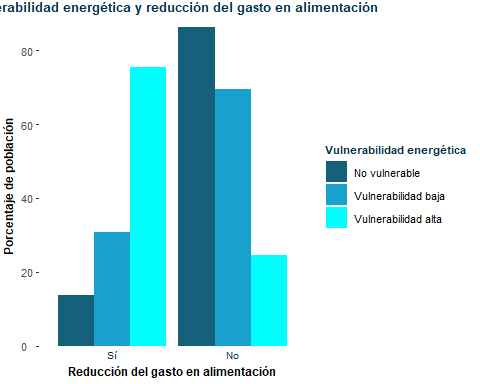 erabilidad energética y reducción del gasto en alimentación
80
60
40
20
0
Porcentaje de población
Sí
No
Reducción del gasto en alimentación
Vulnerabilidad energética
No vulnerable
Vulnerabilidad baja
Vulnerabilidad alta